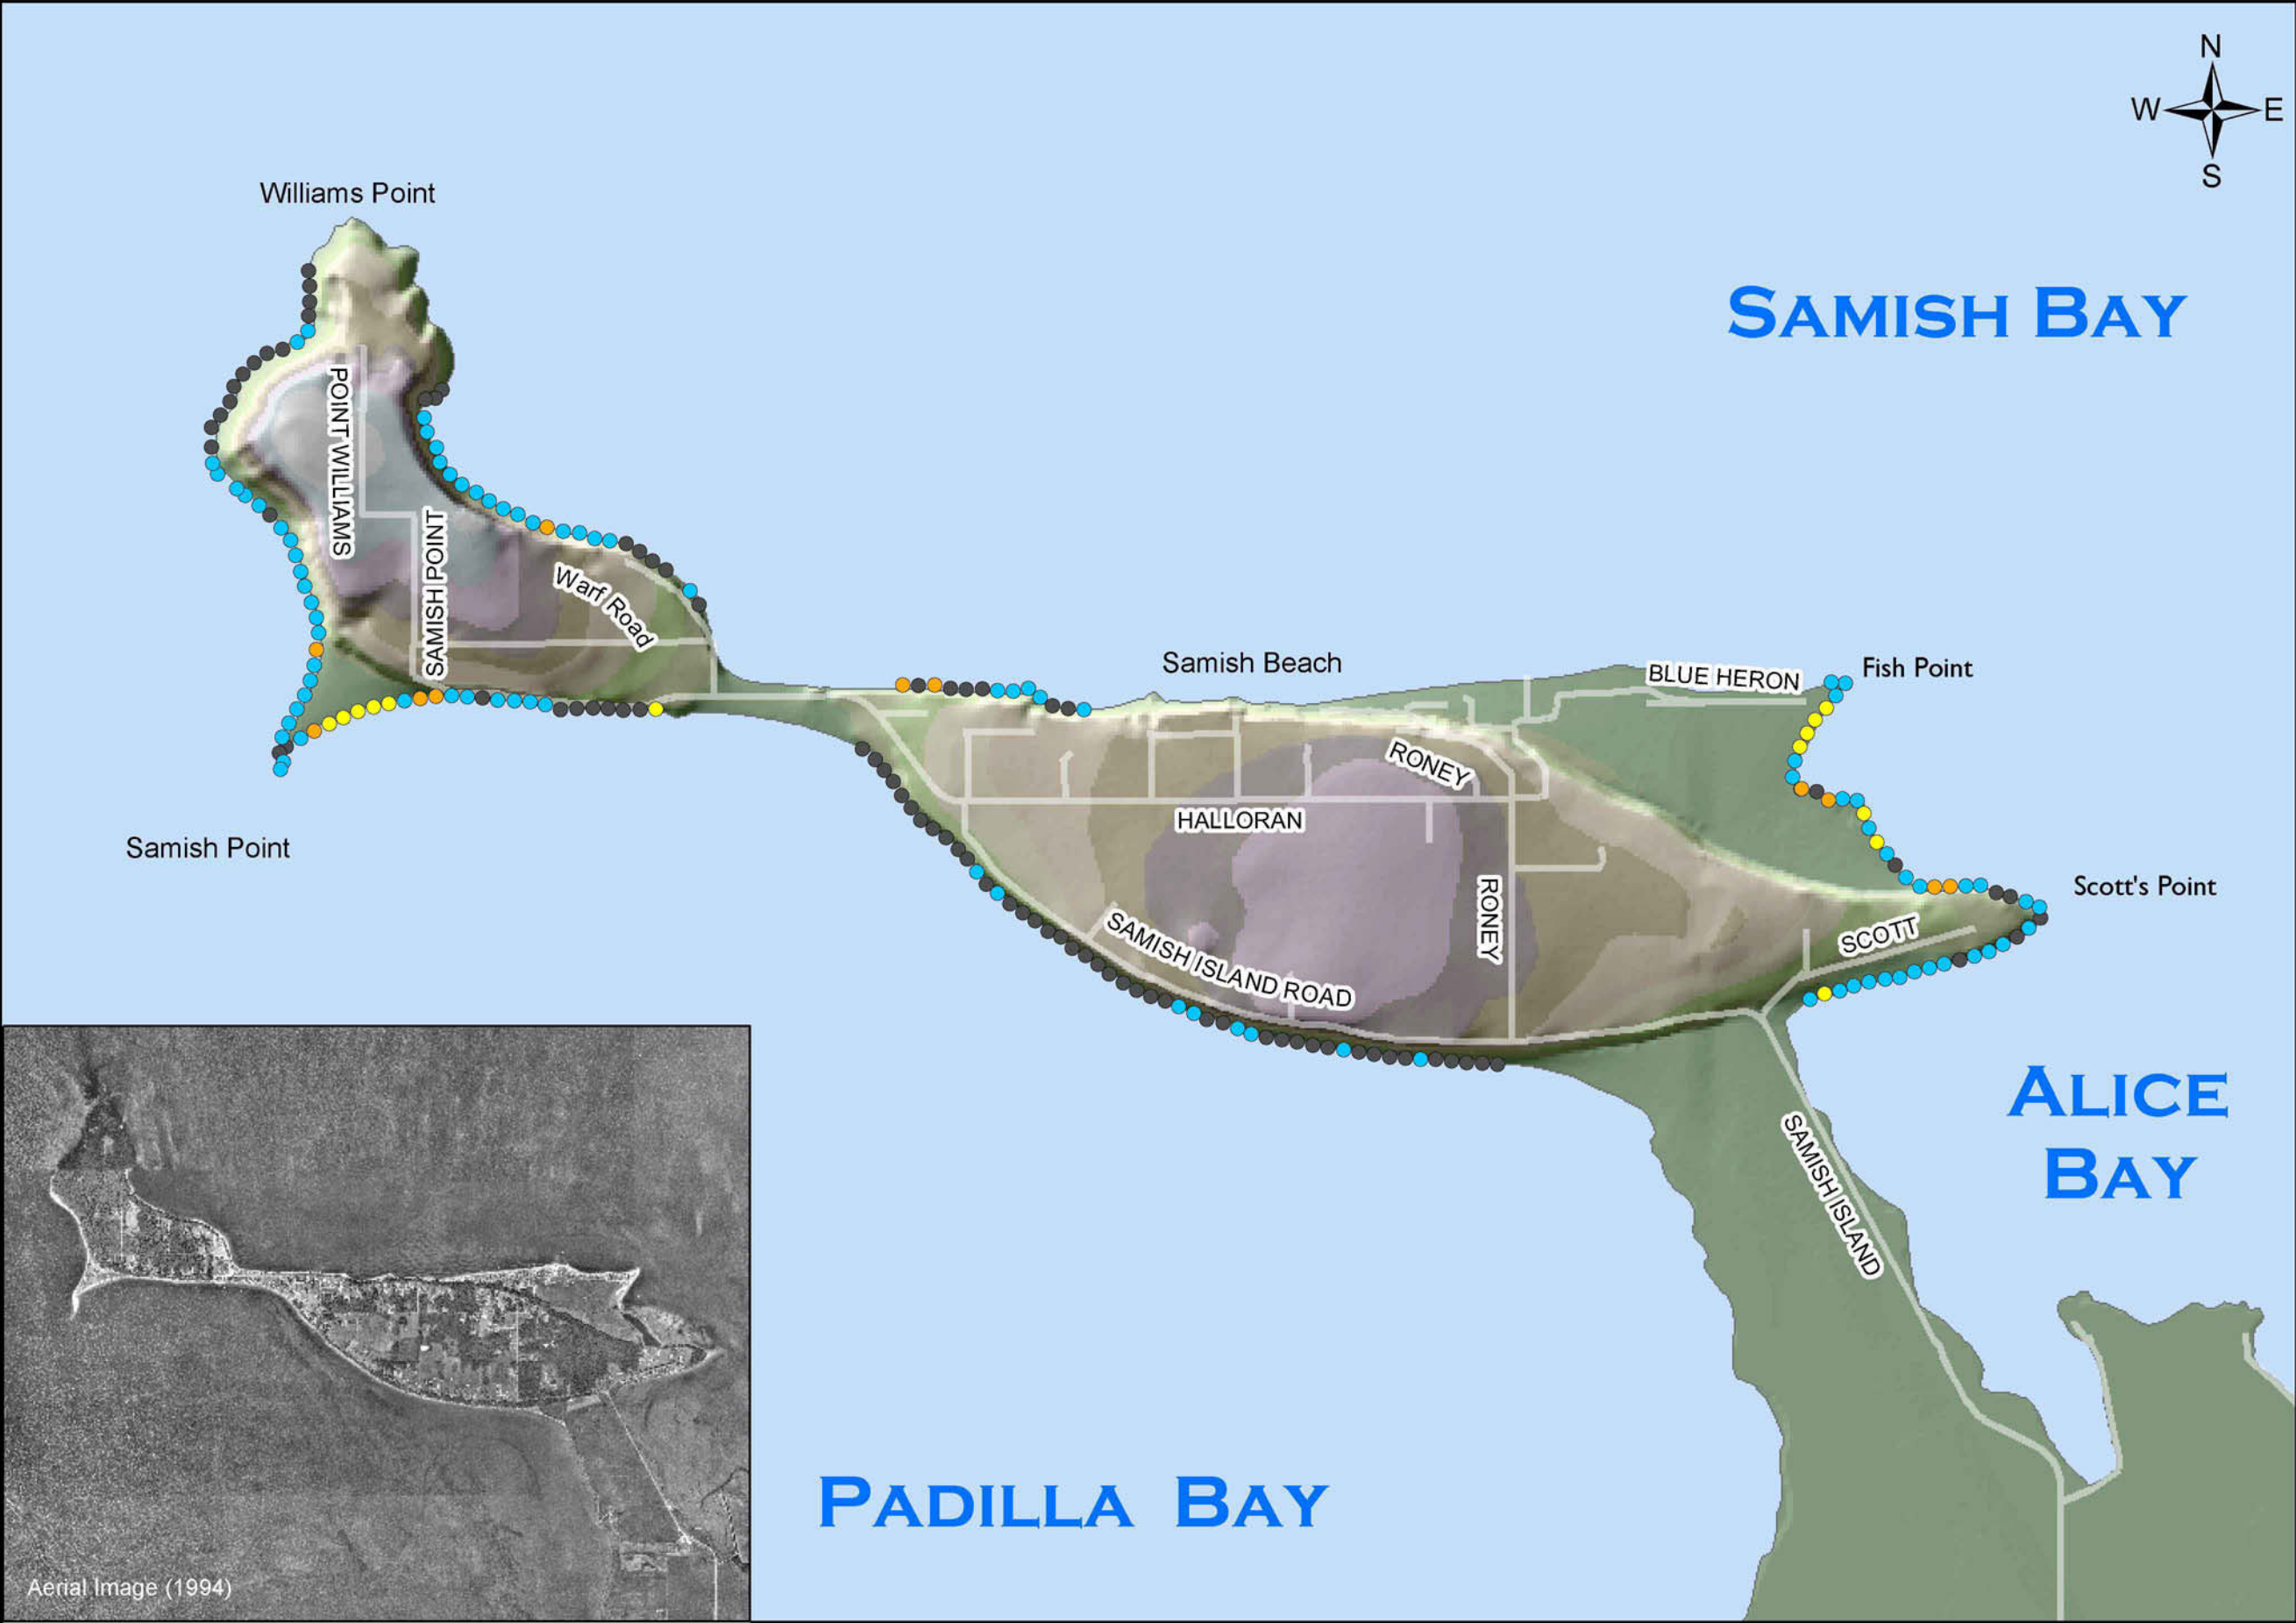 N
W E
S
Williams Point
SAMISH BAY
POINT WILLIAMS
SAMISH POINT
Warf Road
Samish Beach
BLUE HERON
Fish Point
RONEY
HALLORAN
Samish Point
RONEY
Scott's Point
SCOTT
SAMISH ISLAND ROAD
ALICE
BAY
SAMISH ISLAND
PADILLA BAY
Aerial Image (1994)